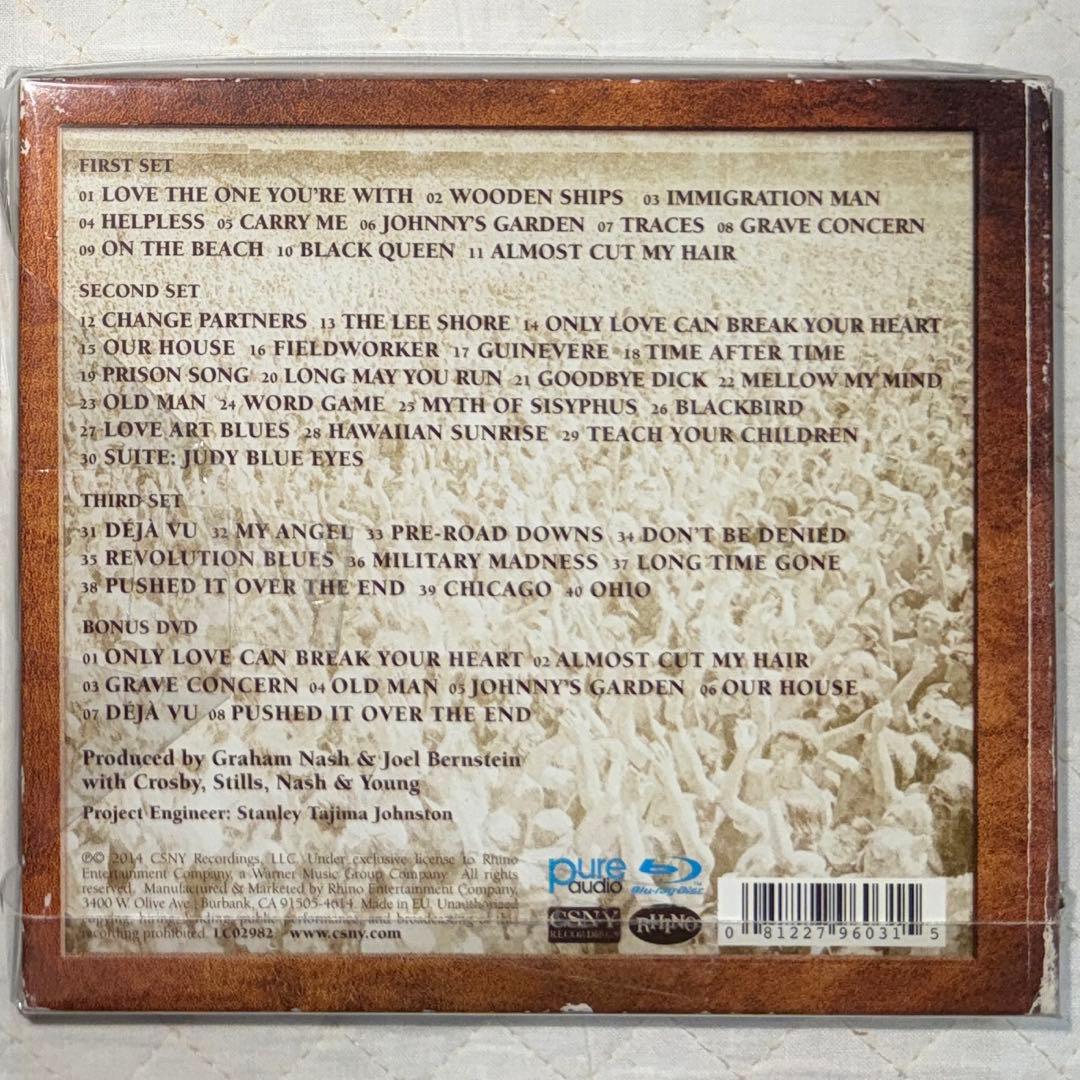 FIRST SET
01 LOVE THE ONE YOU'RE WITH 02 WOODEN SHIPS 03 IMMIGRATION MAN
04 HELPLESS 05 CARRY ME 06 JOHNNY'S GARDEN 07 TRACES 08 GRAVE CONCERN
09 ON THE BEACH 10 BLACK QUEEN 11 ALMOST CUT MY HAIR
SECOND SET
12 CHANGE PARTNERS 13 THE LEE SHORE 14 ONLY LOVE CAN BREAK YOUR HEART
15 OUR HOUSE 16 FIELDWORKER 17 GUINEVERE 18 TIME AFTER TIME
19 PRISON SONG 20 LONG MAY YOU RUN 21 GOODBYE DICK 22 MELLOW MY MIND
23 OLD MAN 24 WORD GAME 25 MYTH OF SISYPHUS 26 BLACKBIRD
27 LOVE ART BLUES 28 HAWAIIAN SUNRISE 29 TEACH YOUR CHILDREN
30 SUITE: JUDY BLUE EYES
THIRD SET
31 DÉJÀ VU 32 MY ANGEL 33 PRE-ROAD DOWNS 34 DON'T BE DENIED
35 REVOLUTION BLUES 36 MILITARY MADNESS 37 LONG TIME GONE
38 PUSHED IT OVER THE END 39 CHICAGO 40 OHIO
BONUS DVD
01 ONLY LOVE CAN BREAK YOUR HEART 02 ALMOST CUT MY HAIR
03 GRAVE CONCERN 04 OLD MAN 05 JOHNNY'S GARDEN 06 OUR HOUSE
07 DÉJÀ VU 08 PUSHED IT OVER THE END
Produced by Graham Nash & Joel Bernstein
with Crosby, Stills, Nash & Young
Project Engineer: Stanley Tajima Johnston
℗© 2014 CSNY Recordings, LLC. Under exclusive license to Rhino
Entertainment Company, a Warner Music Group Company. All rights
reserved. Manufactured & Marketed by Rhino Entertainment Company,
3400 W. Olive Ave., Burbank, CA 91505-4614. Made in EU. Unauthorized
copying, hiring, lending, public performance, and broadcasting of this
recording prohibited. LC02982 www.csny.com
pure audio
Blu-ray Disc™
CSNY RECORDINGS
RHINO
0 81227 96031 5